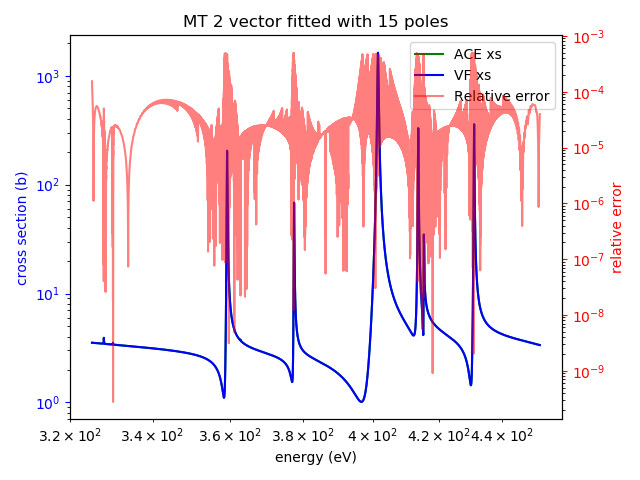 MT 2 vector fitted with 15 poles
ACE xs
VF xs
Relative error
10³
10²
10¹
10⁰
cross section (b)
10⁻³
10⁻⁴
10⁻⁵
10⁻⁶
10⁻⁷
10⁻⁸
10⁻⁹
relative error
3.2 × 10² 3.4 × 10² 3.6 × 10² 3.8 × 10² 4 × 10² 4.2 × 10² 4.4 × 10²
energy (eV)